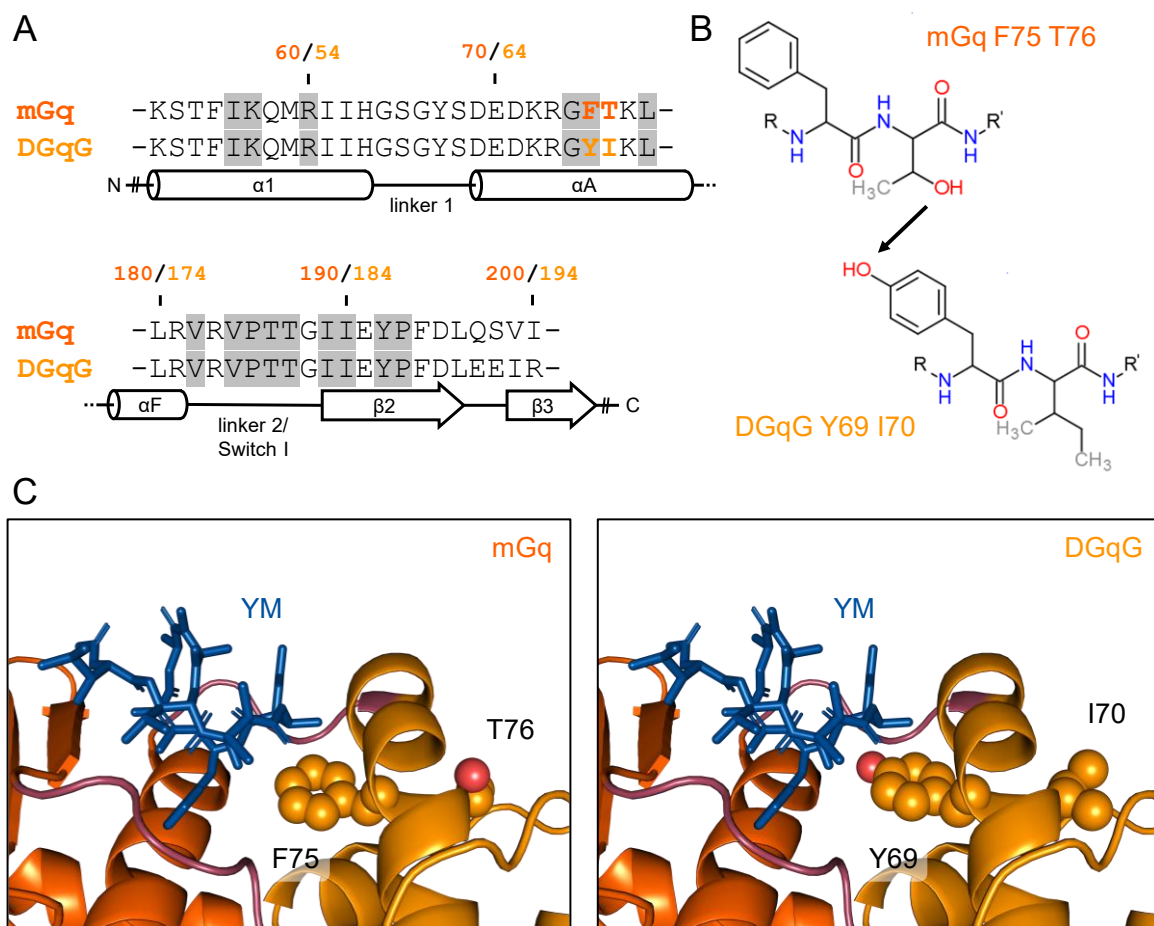 A
60/54 70/64
mGq -KSTFIKQMRIIHGSGYSDEDKRGFTKL-
DGqG -KSTFIKQMRIIHGSGYSDEDKRGYIKL-
N α1 linker 1 αA ...
180/174 190/184 200/194
mGq -LRVRVPTTGIIEYPFDLQSVI-
DGqG -LRVRVPTTGIIEYPFDLEEIR-
... αF linker 2/ β2 β3 C
Switch I
B
mGq F75 T76
O
H
N
R N H O N R'
H
H3C OH
HO
O
H
N
R N H O N R'
H
H3C
CH3
DGqG Y69 I70
C
mGq
YM
T76
F75
DGqG
YM
I70
Y69